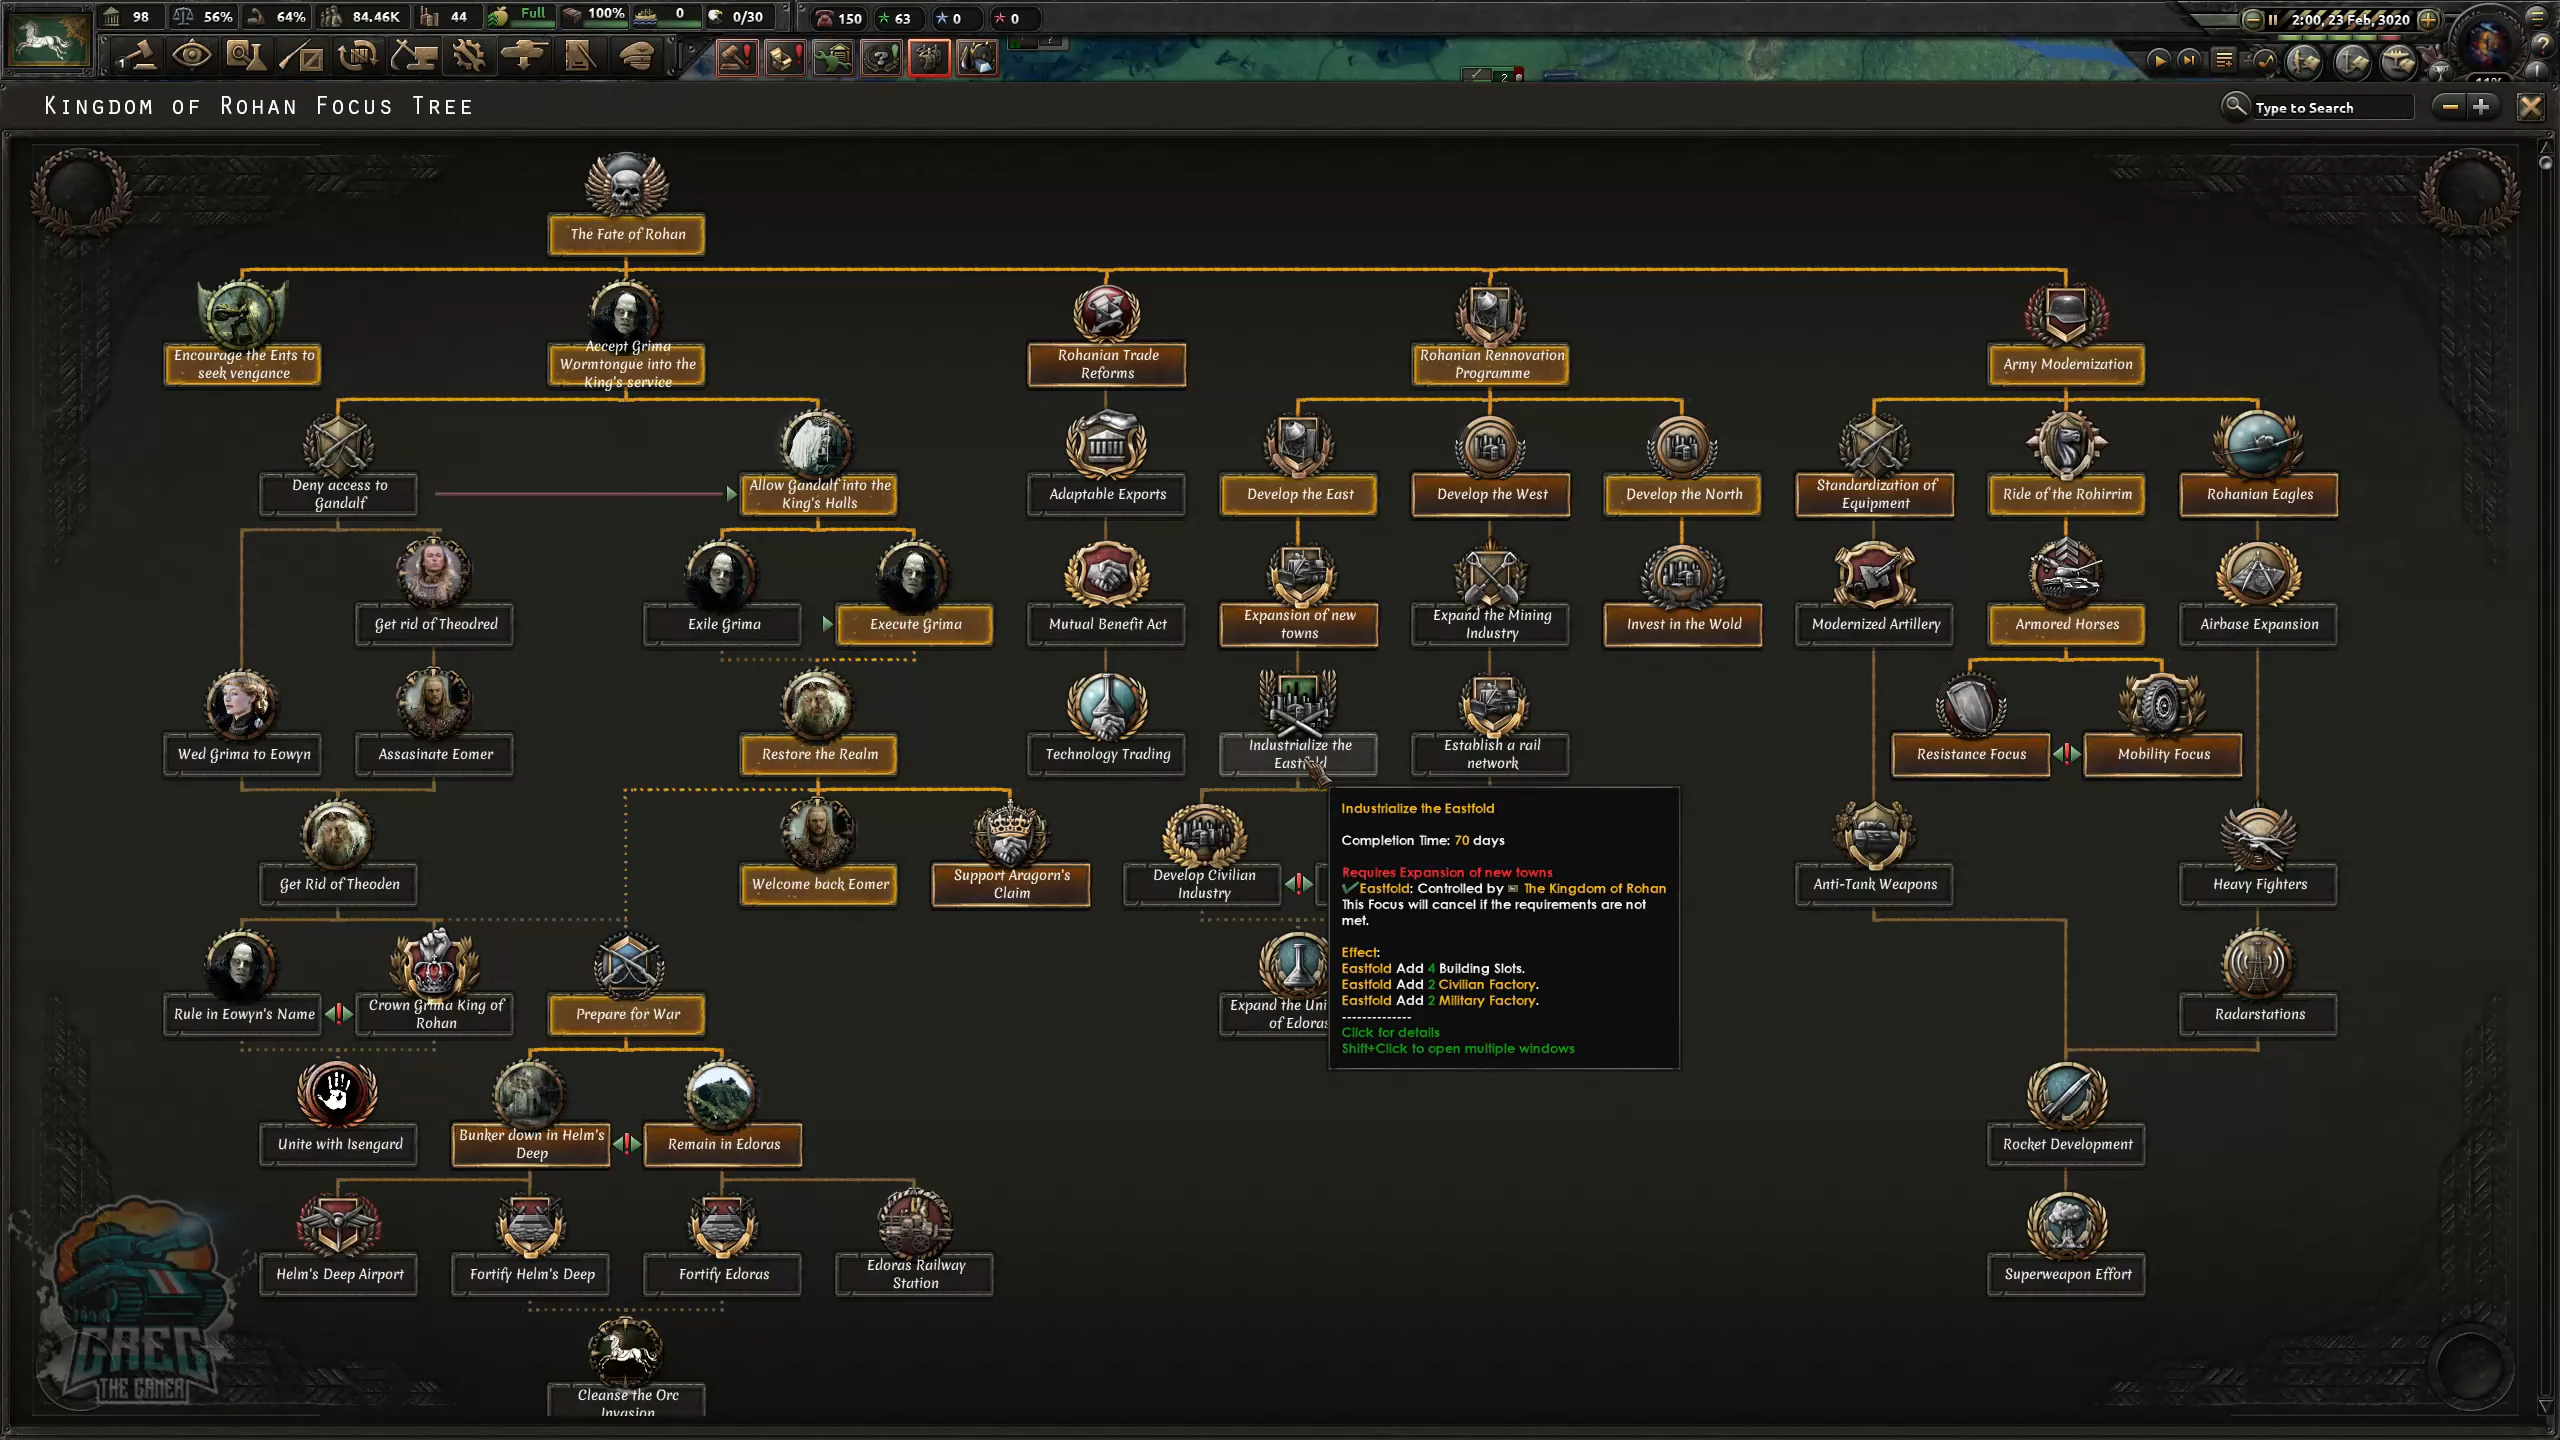 98
56%
64%
84.46K
44
Full
100%
0
0/30
150
63
0
0
2:00, 23 Feb, 3020
1
2
KINGDOM OF ROHAN FOCUS TREE
Type to Search
The Fate of Rohan
Encourage the Ents to
seek vengance
Accept Grima
Wormtongue into the
King's service
Rohanian Trade
Reforms
Rohanian Rennovation
Programme
Army Modernization
Deny access to
Gandalf
Allow Gandalf into the
King's Halls
Adaptable Exports
Develop the East
Develop the West
Develop the North
Standardization of
Equipment
Ride of the Rohirrim
Rohanian Eagles
Get rid of Theodred
Exile Grima
Execute Grima
Mutual Benefit Act
Expansion of new
towns
Expand the Mining
Industry
Invest in the Wold
Modernized Artillery
Armored Horses
Airbase Expansion
Wed Grima to Eowyn
Assasinate Eomer
Restore the Realm
Technology Trading
Industrialize the
Eastfold
Establish a rail
network
Resistance Focus
Mobility Focus
Get Rid of Theoden
Welcome back Eomer
Support Aragorn's
Claim
Develop Civilian
Industry
Industrialize the Eastfold
Completion Time: 70 days
Requires Expansion of new towns
Eastfold: Controlled by The Kingdom of Rohan
This Focus will cancel if the requirements are not
met.
Effect:
Eastfold Add 4 Building Slots.
Eastfold Add 2 Civilian Factory.
Eastfold Add 2 Military Factory.
--------------
Click for details
Shift+Click to open multiple windows
Anti-Tank Weapons
Heavy Fighters
Rule in Eowyn's Name
Crown Grima King of
Rohan
Prepare for War
Expand the Uni
of Edoras
Radarstations
Unite with Isengard
Bunker down in Helm's
Deep
Remain in Edoras
Rocket Development
Helm's Deep Airport
Fortify Helm's Deep
Fortify Edoras
Edoras Railway
Station
Superweapon Effort
Cleanse the Orc
Invasion
GREG
THE GAMER